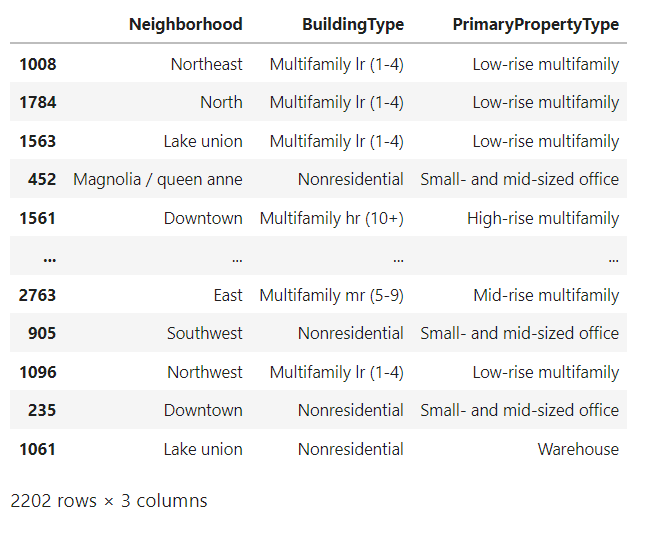 Neighborhood BuildingType PrimaryPropertyType
1008 Northeast Multifamily lr (1-4) Low-rise multifamily
1784 North Multifamily lr (1-4) Low-rise multifamily
1563 Lake union Multifamily lr (1-4) Low-rise multifamily
452 Magnolia / queen anne Nonresidential Small- and mid-sized office
1561 Downtown Multifamily hr (10+) High-rise multifamily
... ... ... ...
2763 East Multifamily mr (5-9) Mid-rise multifamily
905 Southwest Nonresidential Small- and mid-sized office
1096 Northwest Multifamily lr (1-4) Low-rise multifamily
235 Downtown Nonresidential Small- and mid-sized office
1061 Lake union Nonresidential Warehouse
2202 rows × 3 columns